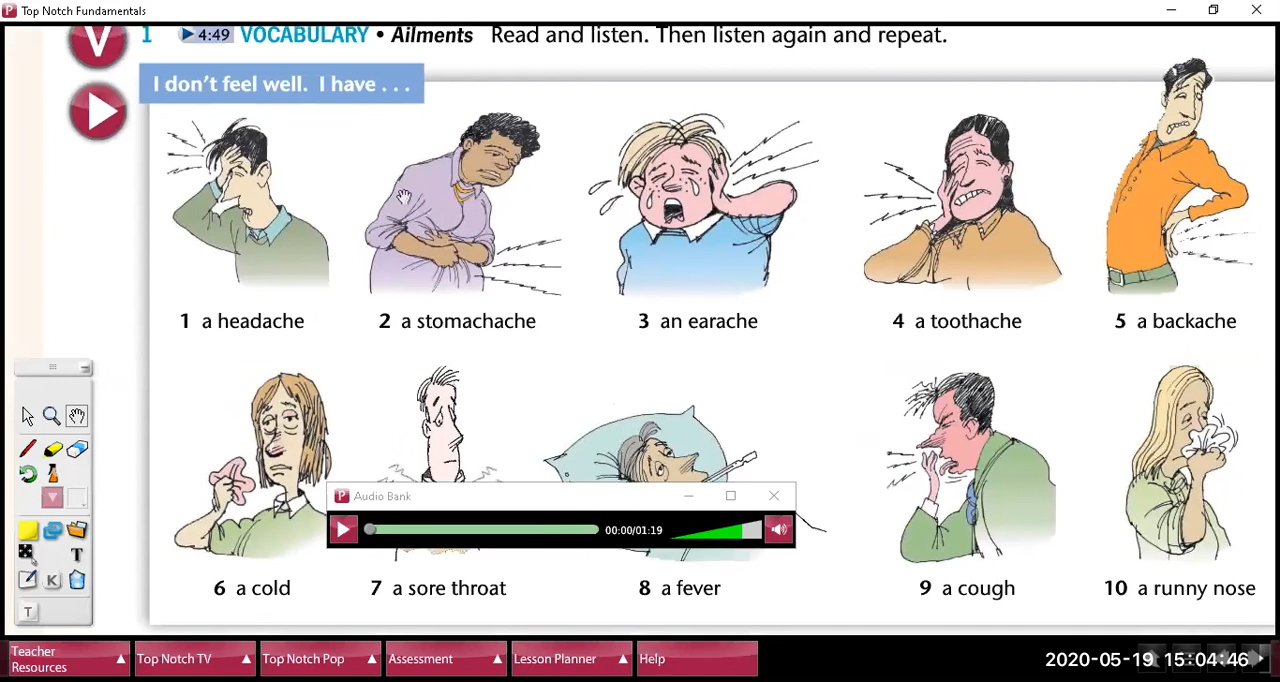 Top Notch Fundamentals
V 1 4:49 VOCABULARY • Ailments Read and listen. Then listen again and repeat.
I don't feel well. I have . . .
1 a headache 2 a stomachache 3 an earache 4 a toothache 5 a backache
Audio Bank
00:00/01:19
6 a cold 7 a sore throat 8 a fever 9 a cough 10 a runny nose
T
K
T
Teacher Resources Top Notch TV Top Notch Pop Assessment Lesson Planner Help
2020-05-19 15:04:46